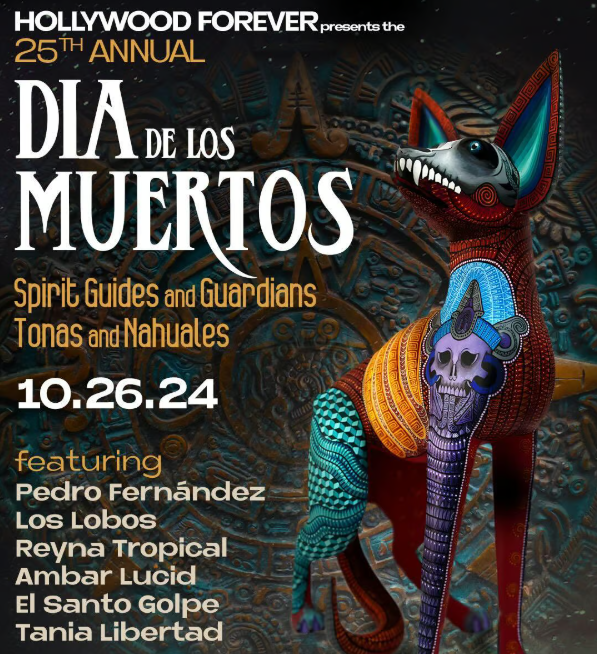 HOLLYWOOD FOREVER presents the
25TH ANNUAL
DIA DE LOS
MUERTOS
Spirit Guides and Guardians
Tonas and Nahuales
10.26.24
featuring
Pedro Fernández
Los Lobos
Reyna Tropical
Ambar Lucid
El Santo Golpe
Tania Libertad